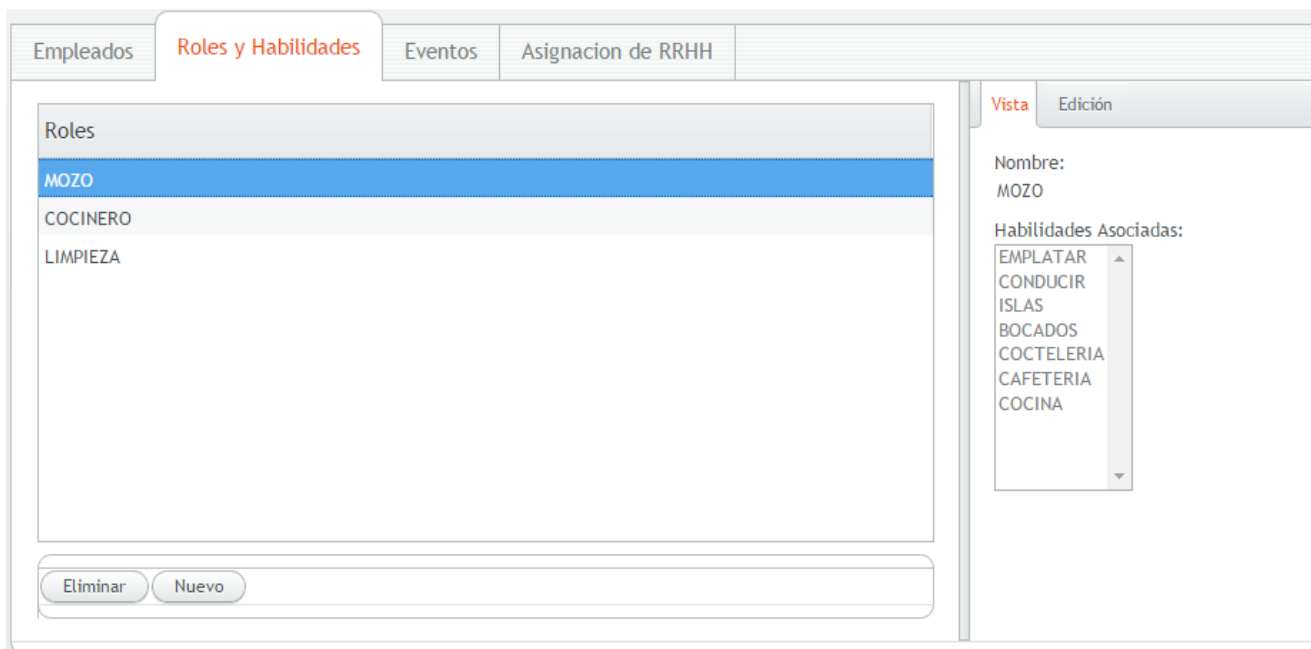 Empleados
Roles y Habilidades
Eventos
Asignacion de RRHH
Roles
MOZO
COCINERO
LIMPIEZA
Eliminar
Nuevo
Vista
Edición
Nombre:
MOZO
Habilidades Asociadas:
EMPLATAR
CONDUCIR
ISLAS
BOCADOS
COCTELERIA
CAFETERIA
COCINA